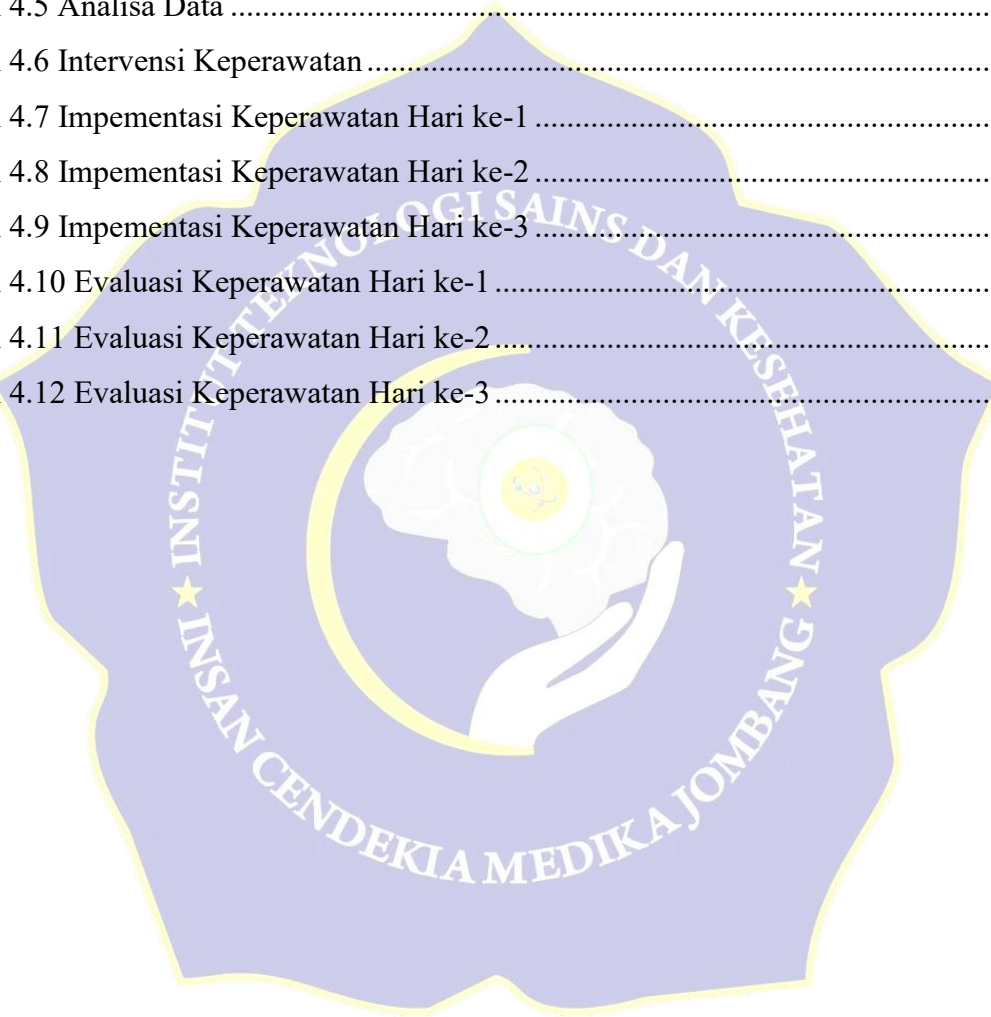 4.5 Analisa Data ........................................................................................
4.6 Intervensi Keperawatan ........................................................................
4.7 Impementasi Keperawatan Hari ke-1 ....................................................
4.8 Impementasi Keperawatan Hari ke-2 ....................................................
4.9 Impementasi Keperawatan Hari ke-3 ....................................................
4.10 Evaluasi Keperawatan Hari ke-1 .........................................................
4.11 Evaluasi Keperawatan Hari ke-2 .........................................................
4.12 Evaluasi Keperawatan Hari ke-3 .........................................................
INSTITUT TEKNOLOGI SAINS DAN KESEHATAN
INSAN CENDEKIA MEDIKA JOMBANG